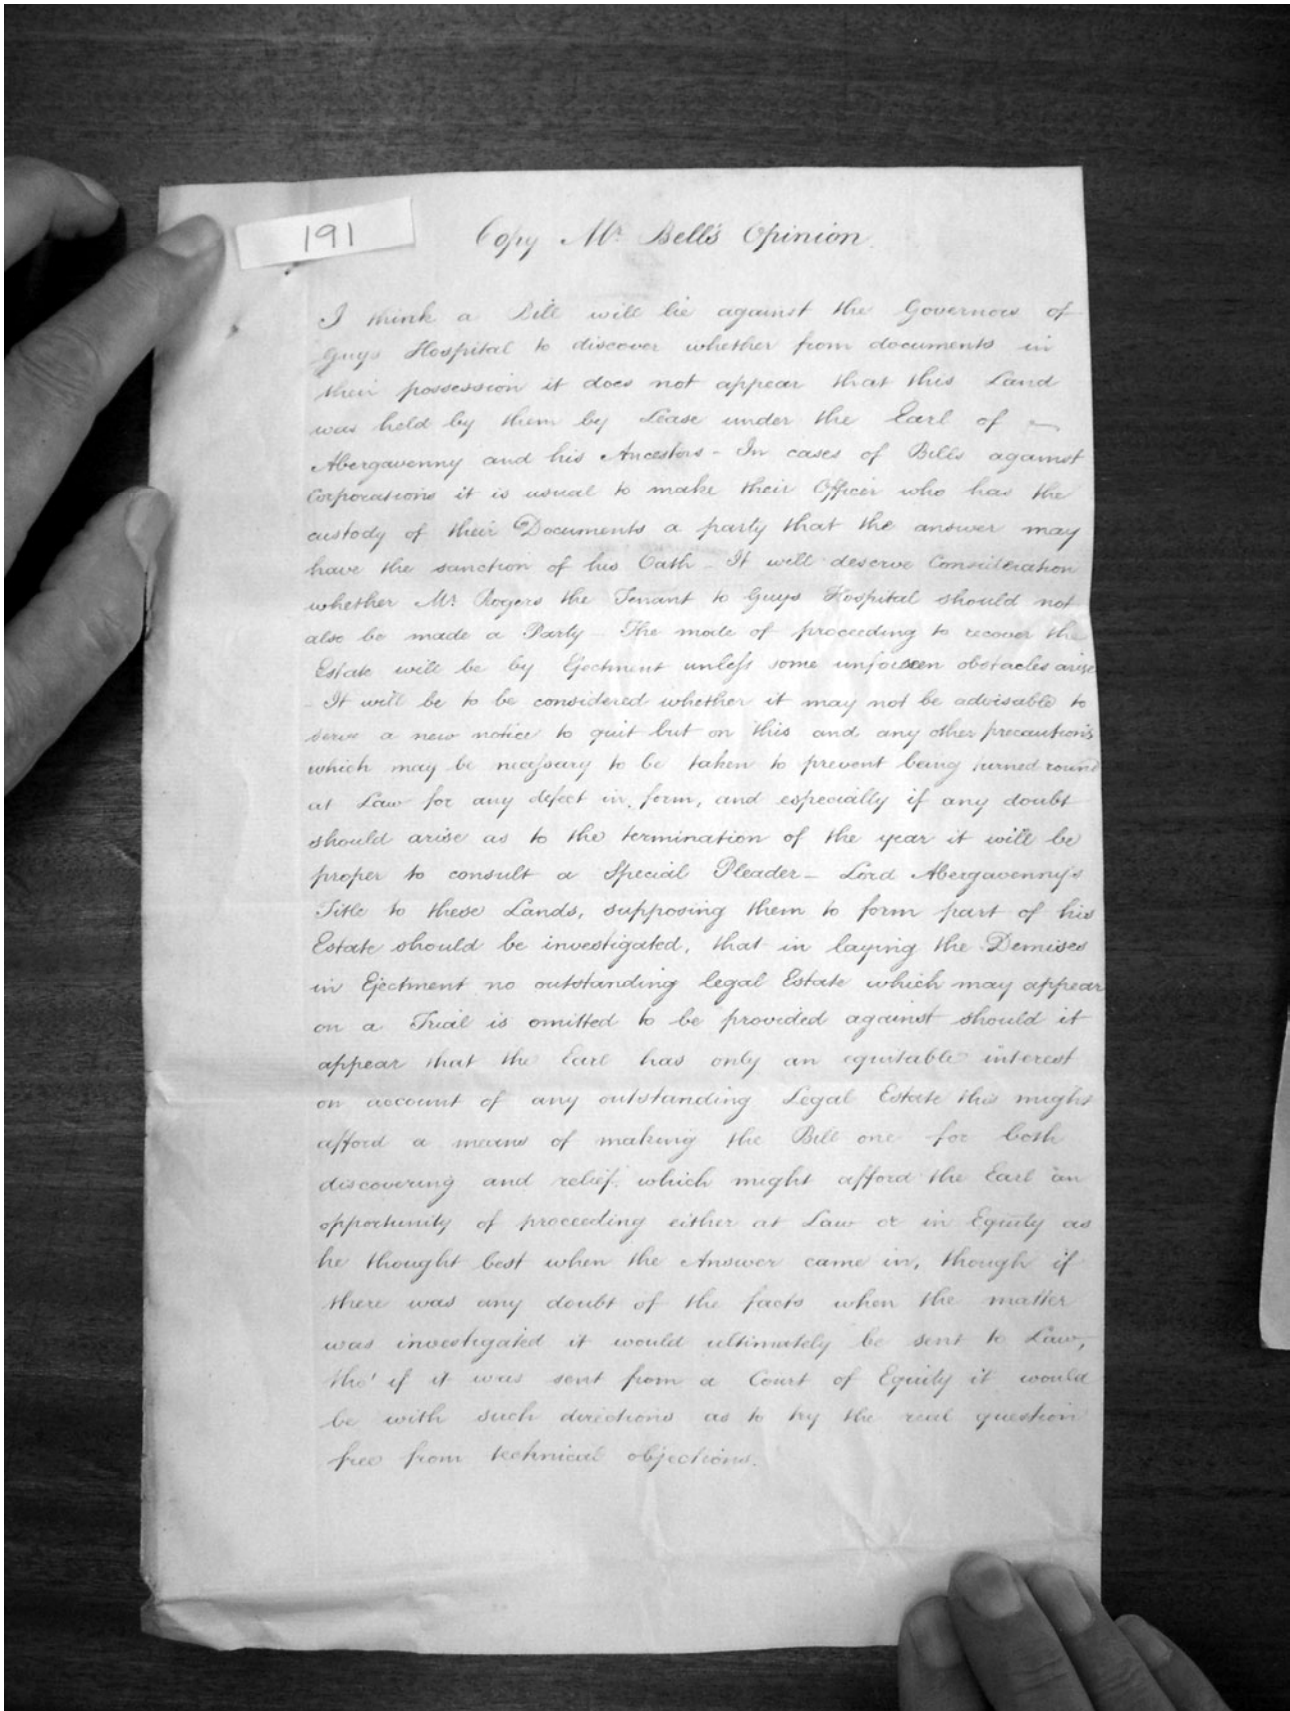 191
Copy Mr. Bell's Opinion.
I think a Bill will lie against the Governors of
Guys Hospital to discover whether from documents in
their possession it does not appear that this Land
was held by them by Lease under the Earl of
Abergavenny and his Ancestors - In cases of Bills against
Corporations it is usual to make their Officer who has the
custody of their Documents a party that the answer may
have the sanction of his Oath - It will deserve Consideration
whether Mr. Rogers the Tenant to Guys Hospital should not
also be made a Party - The mode of proceeding to recover the
Estate will be by Ejectment unless some unforeseen obstacles arise
- It will be to be considered whether it may not be advisable to
serve a new notice to quit but on this and any other precautions
which may be necessary to be taken to prevent being turned round
at Law for any defect in form, and especially if any doubt
should arise as to the termination of the year it will be
proper to consult a Special Pleader - Lord Abergavenny's
Title to these Lands, supposing them to form part of his
Estate should be investigated, that in laying the Demises
in Ejectment no outstanding legal Estate which may appear
on a Trial is omitted to be provided against should it
appear that the Earl has only an equitable interest
on account of any outstanding Legal Estate this might
afford a means of making the Bill one for both
discovering and relief, which might afford the Earl an
opportunity of proceeding either at Law or in Equity as
he thought best when the Answer came in, though if
there was any doubt of the facts when the matter
was investigated it would ultimately be sent to Law,
tho' if it was sent from a Court of Equity it would
be with such directions as to try the real question
free from technical objections.